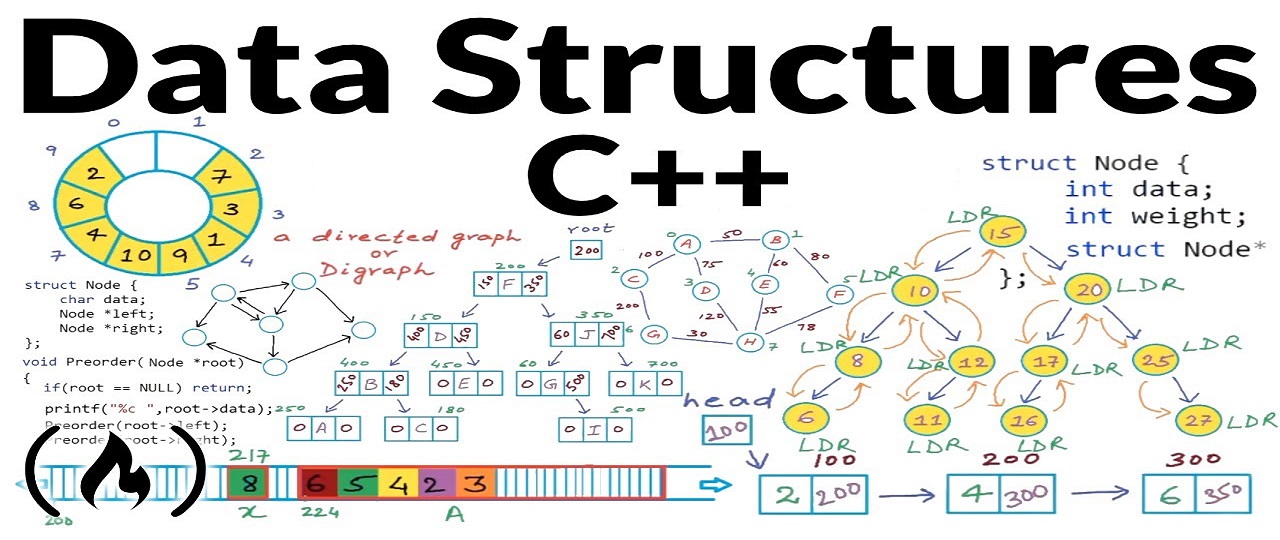 Data Structures
C++
0 1
9 2
2 7
8 6 3 3
4 1
7 10 9 4
5
a directed graph
or
Digraph
struct Node {
char data;
Node *left;
Node *right;
};
void Preorder( Node *root)
{
if(root == NULL) return;
printf("%c ",root->data);
Preorder(root->left);
Preorder(root->right);
root
200
200
150 F 350
150 350
400 D 450 60 J 700
400 450 60 700
250 B 180 0 E 0 0 G 500 0 K 0
250 180 500
0 A 0 0 C 0 0 I 0
0 A 50 B 1
100 75 60 80
2 C 3 D 4 E 5 F
200 120 55 78
6 G 30 H 7
struct Node {
int data;
int weight;
struct Node*
};
LDR
15
LDR 10 20 LDR
LDR 8 LDR 12 17 LDR 25 LDR
6 11 16 27 LDR
LDR LDR LDR
217
8 6 5 4 2 3
x 224 A
200
head
100
100 200 300
2 200 4 300 6 350